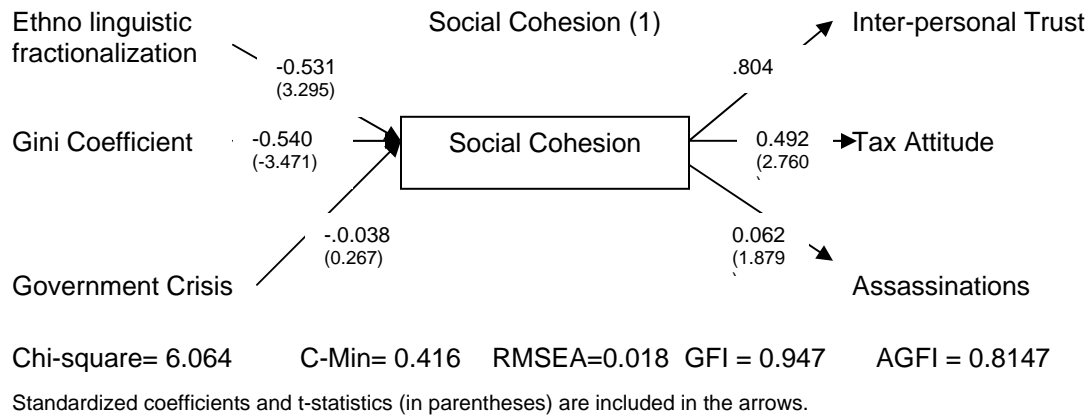 Ethno linguistic
fractionalization
Social Cohesion (1)
Inter-personal Trust
-0.531
(3.295)
.804
Gini Coefficient
-0.540
(-3.471)
Social Cohesion
0.492
(2.760
)
Tax Attitude
-.0.038
(0.267)
0.062
(1.879
)
Government Crisis
Assassinations
Chi-square= 6.064 C-Min= 0.416 RMSEA=0.018 GFI = 0.947 AGFI = 0.8147
Standardized coefficients and t-statistics (in parentheses) are included in the arrows.